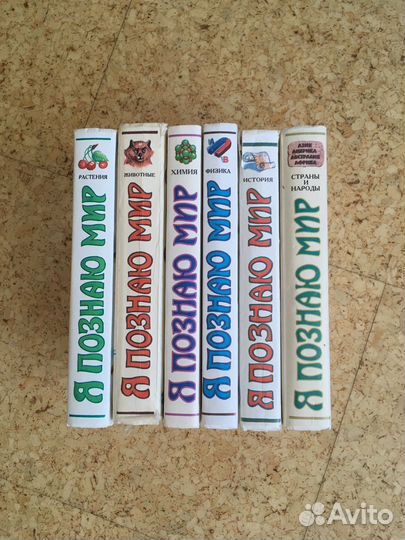 РАСТЕНИЯ
Я ПОЗНАЮ МИР
ЖИВОТНЫЕ
Я ПОЗНАЮ МИР
ХИМИЯ
Я ПОЗНАЮ МИР
ФИЗИКА
Я ПОЗНАЮ МИР
ИСТОРИЯ
Я ПОЗНАЮ МИР
АЗИЯ
АМЕРИКА
АВСТРАЛИЯ
АФРИКА
СТРАНЫ И
НАРОДЫ
Я ПОЗНАЮ МИР
Avito